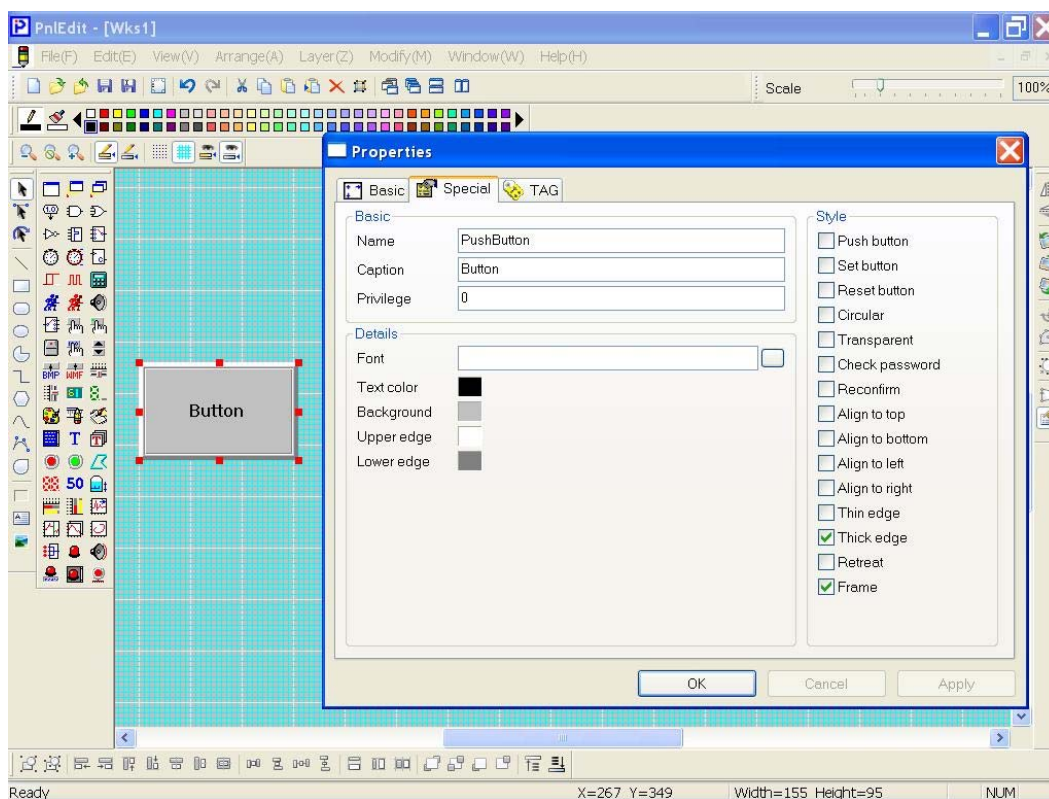 PnlEdit - [Wks1]
File(F) Edit(E) View(V) Arrange(A) Layer(Z) Modify(M) Window(W) Help(H)
Scale 100%
Properties
Basic Special TAG
Basic
Name PushButton
Caption Button
Privilege 0
Details
Font
Text color
Background
Upper edge
Lower edge
Style
Push button
Set button
Reset button
Circular
Transparent
Check password
Reconfirm
Align to top
Align to bottom
Align to left
Align to right
Thin edge
Thick edge
Retreat
Frame
OK Cancel Apply
Button
BMP WMF
ST
T
50
Ready X=267 Y=349 Width=155 Height=95 NUM